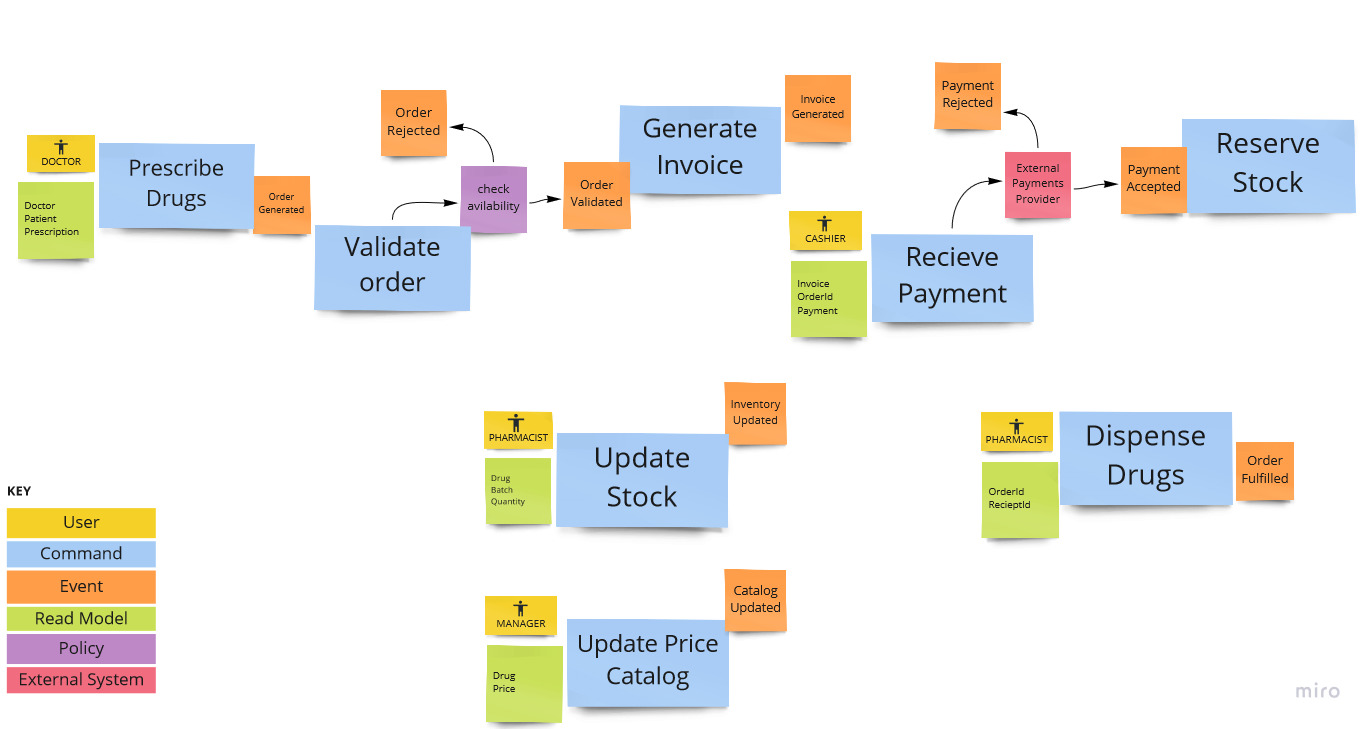 DOCTOR
Doctor
Patient
Prescription
Prescribe
Drugs
Order
Generated
Validate
order
Order
Rejected
check
avilability
Order
Validated
Generate
Invoice
Invoice
Generated
CASHIER
Invoice
OrderId
Payment
Recieve
Payment
Payment
Rejected
External
Payments
Provider
Payment
Accepted
Reserve
Stock
PHARMACIST
Drug
Batch
Quantity
Update
Stock
Inventory
Updated
PHARMACIST
OrderId
RecieptId
Dispense
Drugs
Order
Fulfilled
MANAGER
Drug
Price
Update Price
Catalog
Catalog
Updated
KEY
User
Command
Event
Read Model
Policy
External System
miro